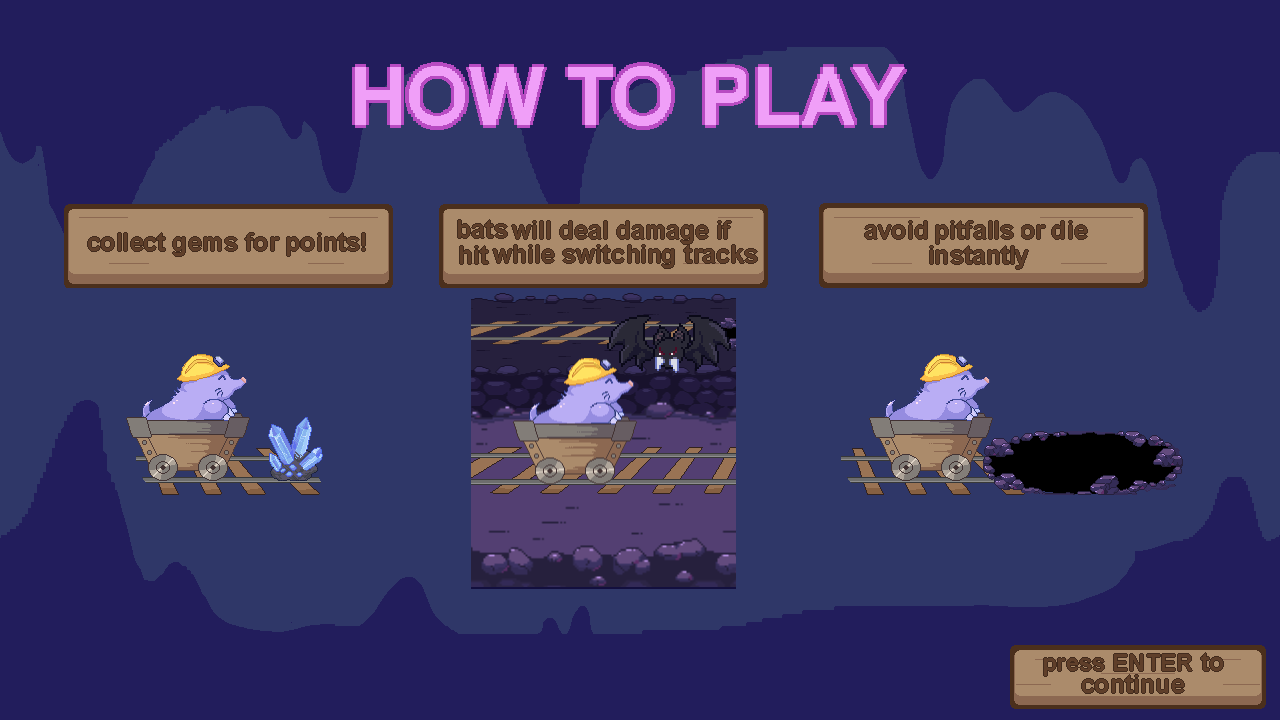 HOW TO PLAY
collect gems for points!
bats will deal damage if
hit while switching tracks
avoid pitfalls or die
instantly
press ENTER to
continue